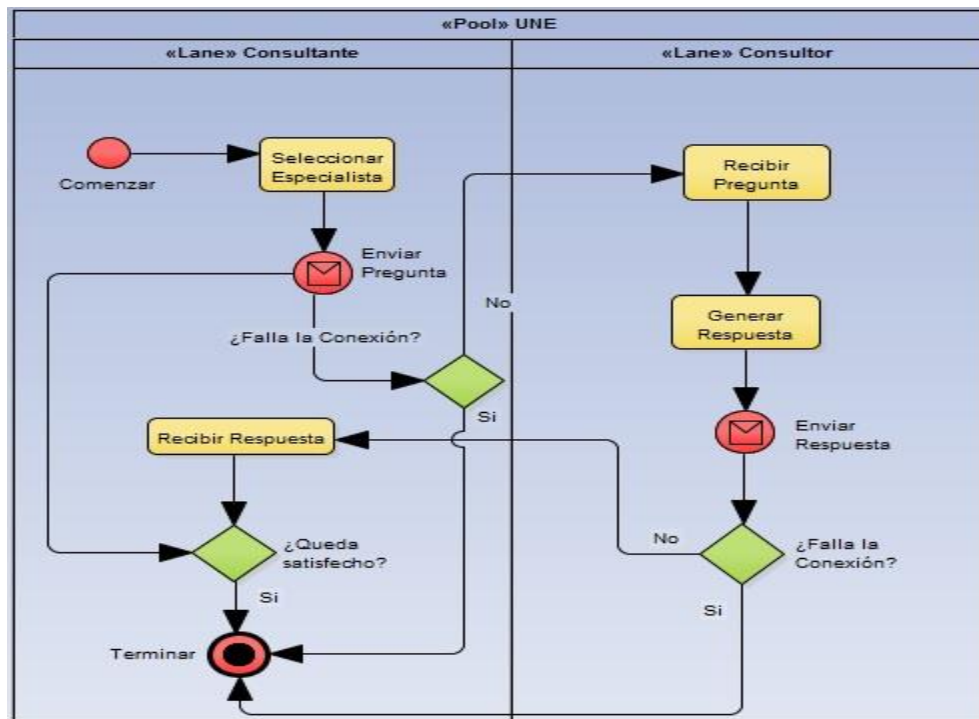 «Pool» UNE
«Lane» Consultante
«Lane» Consultor
Comenzar
Seleccionar
Especialista
Enviar
Pregunta
¿Falla la Conexión?
No
Si
Recibir
Pregunta
Generar
Respuesta
Enviar
Respuesta
¿Falla la
Conexión?
No
Si
Recibir Respuesta
¿Queda
satisfecho?
Si
Terminar